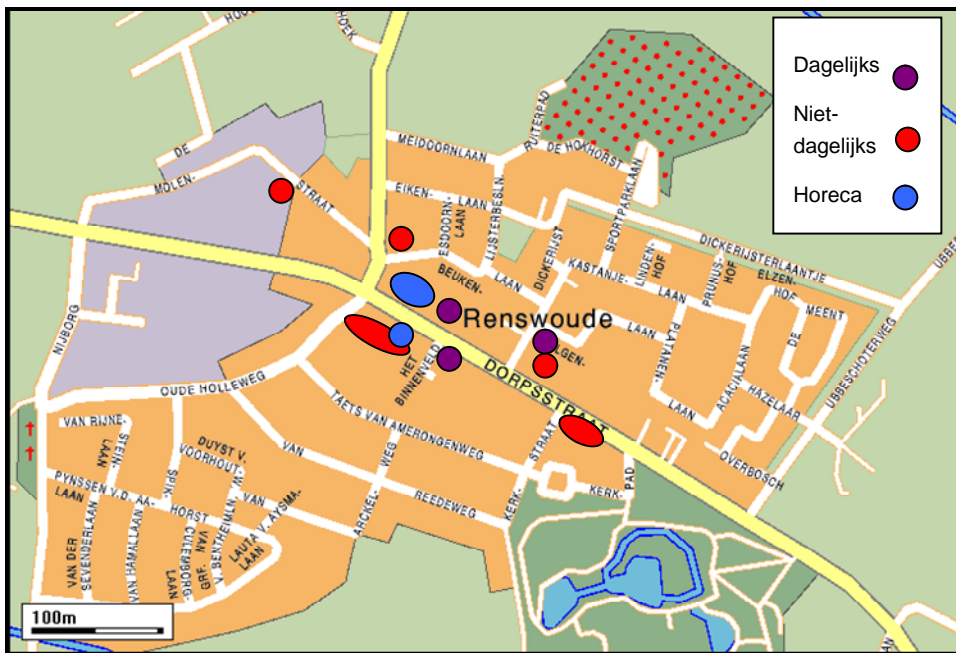 Dagelijks
Niet-
dagelijks
Horeca
HOEK
DE
MOLEN-
STRAAT
MEIDOORNLAAN
RUITERPAD
DE HOKHORST
EIKEN-
LAAN
ESDOORN-
LAAN
LIJSTERBESLN.
SPORTPARKLAAN
DICKERIJST
DICKERIJSTERLAANTJE
LINDEN-
HOF
PRUNUS-
HOF
ELZEN-
HOF
DE
MEENT
UBBESCHOTERWEG
BEUKEN-
LAAN
KASTANJE-
LAAN
Renswoude
LAAN
PLATANEN-
LAAN
ACACIALAAN
HAZELAAR
OVERBOSCH
NIJBORG
HET
BINNENVELD
DORPSSTRAAT
OUDE HOLLEWEG
TAETS VAN AMERONGENWEG
VAN
REEDEWEG
ARCKEL-
WEG
KERK-
STRAAT
KERK-
PAD
VAN RIJNE-
STEIN-
LAAN
DUYST V.
VOORHOUT-
W.
PYNSSEN V.D. AA-
LAAN
SPIK-
HORST
VAN
VAN DER
SEVENDERLAAN
VAN HAMALLAAN
CULEMBORG-
LAAN
GRF. VAN
V. BENTHEIMLN.
LAUTA V. AYSMA-
LAAN
100m